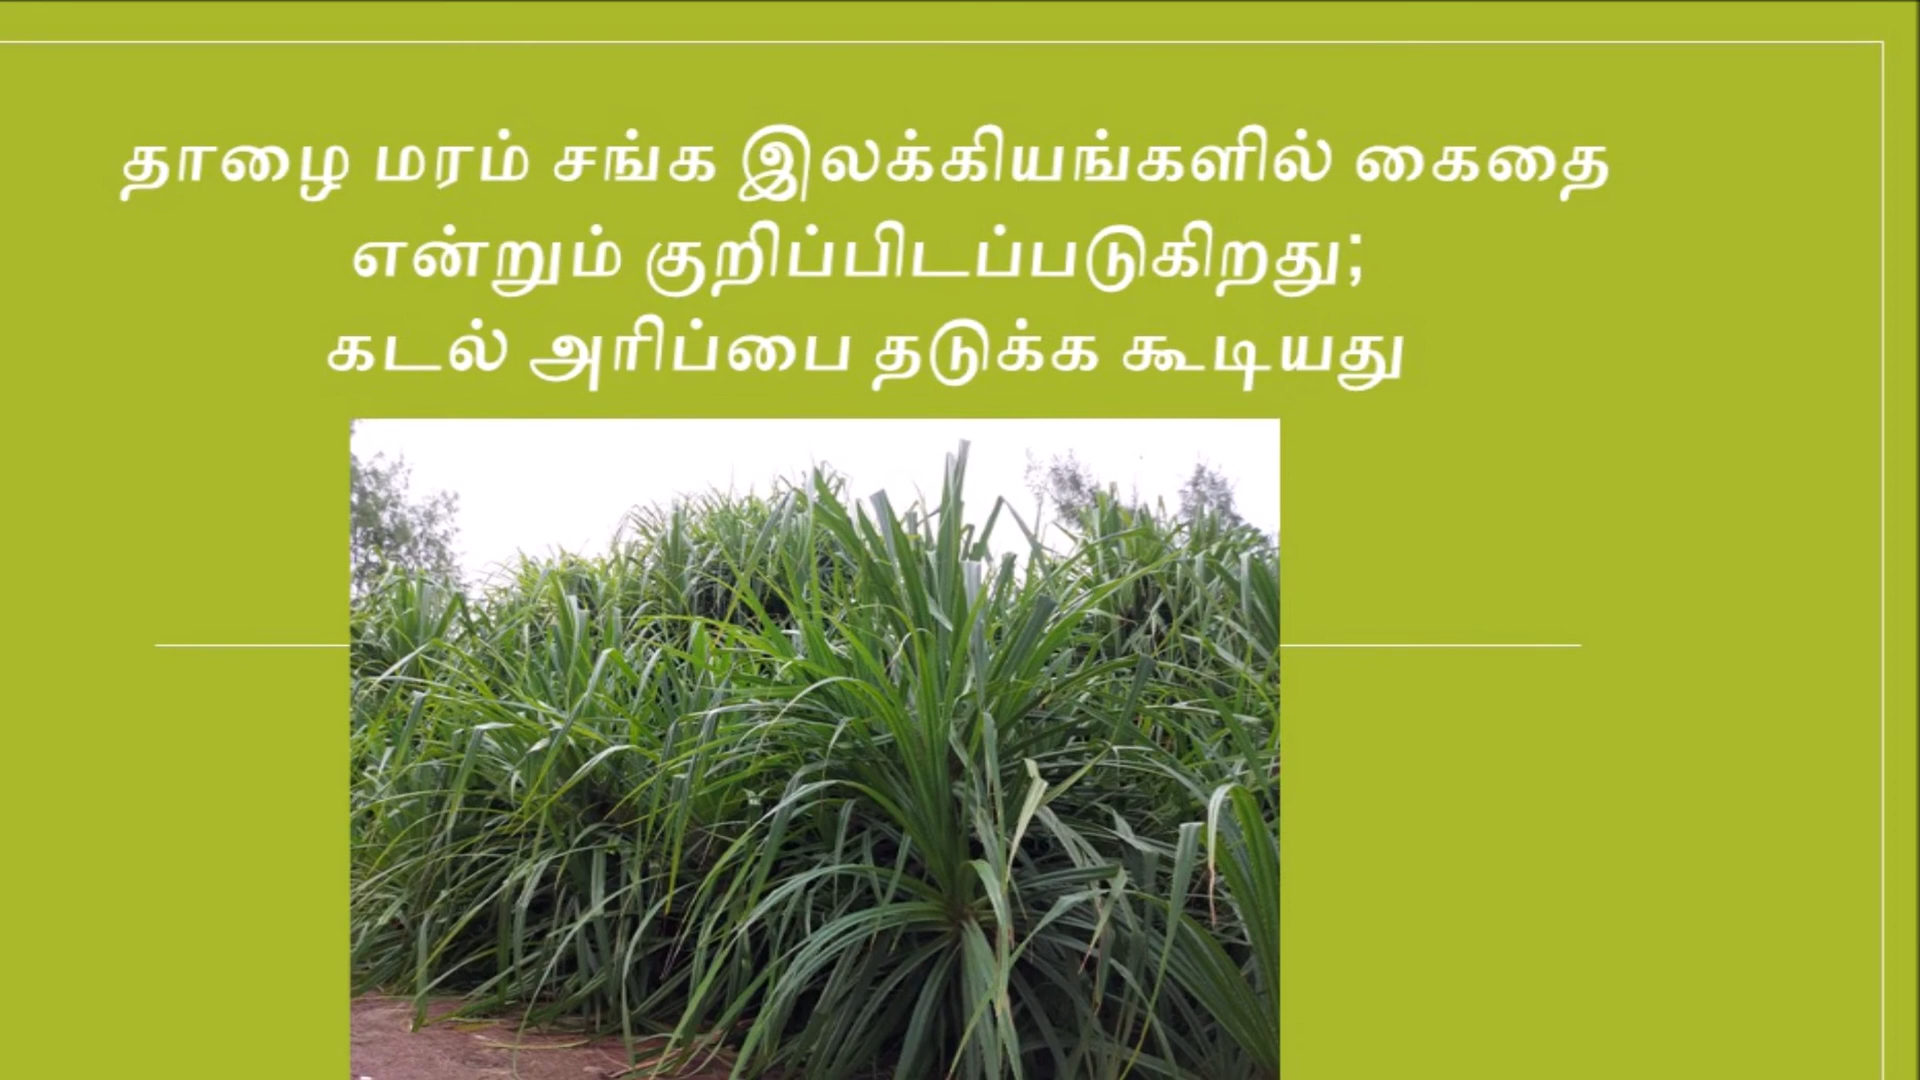 தாழை மரம் சங்க இலக்கியங்களில் கைதை
என்றும் குறிப்பிடப்படுகிறது;
கடல் அரிப்பை தடுக்க கூடியது